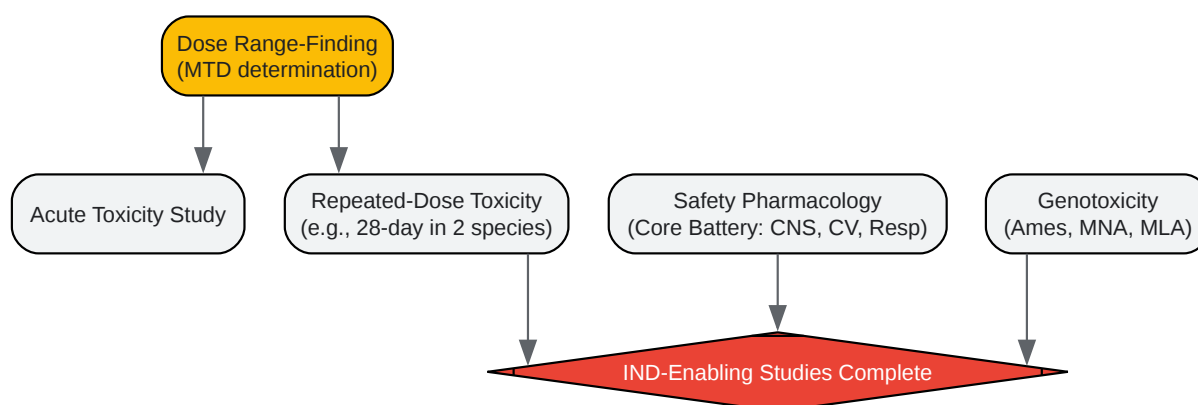 Dose Range-Finding
(MTD determination)
Acute Toxicity Study
Repeated-Dose Toxicity
(e.g., 28-day in 2 species)
Safety Pharmacology
(Core Battery: CNS, CV, Resp)
Genotoxicity
(Ames, MNA, MLA)
IND-Enabling Studies Complete